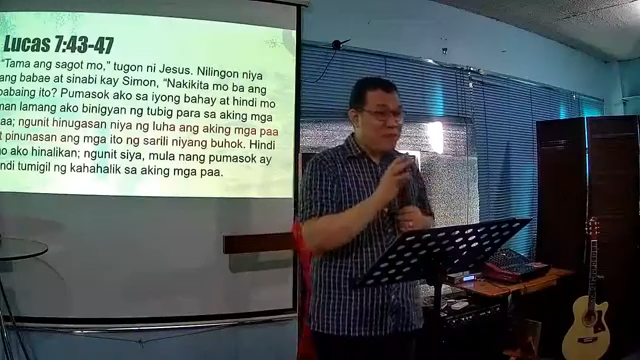 Lucas 7:43-47
"Tama ang sagot mo," tugon ni Jesus. Nilingon niya
ang babae at sinabi kay Simon, "Nakikita mo ba ang
babaing ito? Pumasok ako sa iyong bahay at hindi mo
man lamang ako binigyan ng tubig para sa aking mga
paa; ngunit hinugasan niya ng luha ang aking mga paa
at pinunasan ang mga ito ng sarili niyang buhok. Hindi
mo ako hinalikan; ngunit siya, mula nang pumasok ay
hindi tumigil ng kahahalik sa aking mga paa.